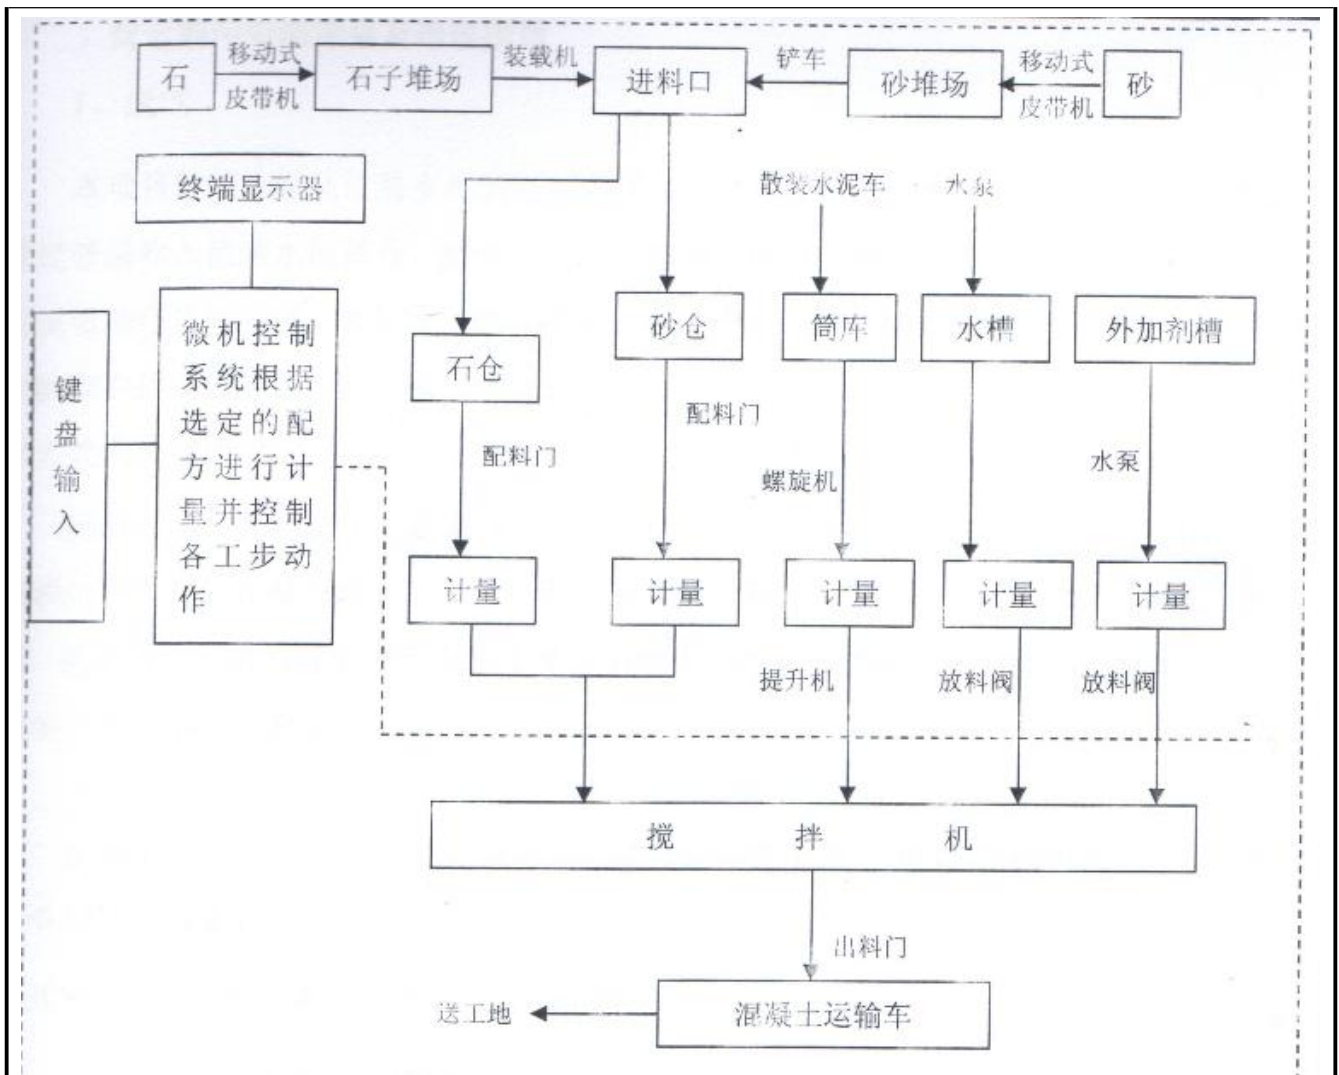 移动式
装载机
铲车
移动式
石
石子堆场
进料口
砂堆场
砂
皮带机
皮带机
终端显示器
散装水泥车
水泵
键
盘
输
入
微机控制
系统根据
选定的配
方进行计
量并控制
各工步动
作
石仓
砂仓
筒库
水槽
外加剂槽
配料门
配料门
螺旋机
水泵
计量
计量
计量
计量
计量
提升机
放料阀
放料阀
搅拌机
出料门
送工地
混凝土运输车